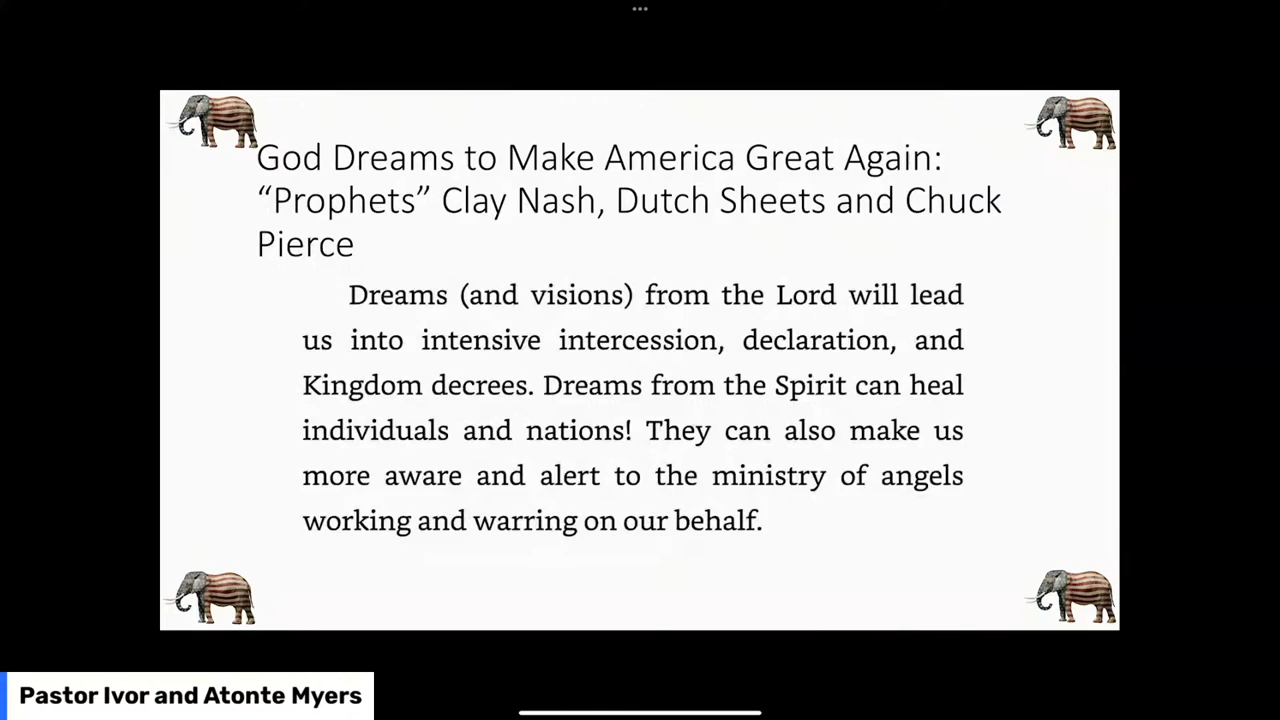 God Dreams to Make America Great Again:
“Prophets” Clay Nash, Dutch Sheets and Chuck
Pierce
Dreams (and visions) from the Lord will lead
us into intensive intercession, declaration, and
Kingdom decrees. Dreams from the Spirit can heal
individuals and nations! They can also make us
more aware and alert to the ministry of angels
working and warring on our behalf.
Pastor Ivor and Atonte Myers